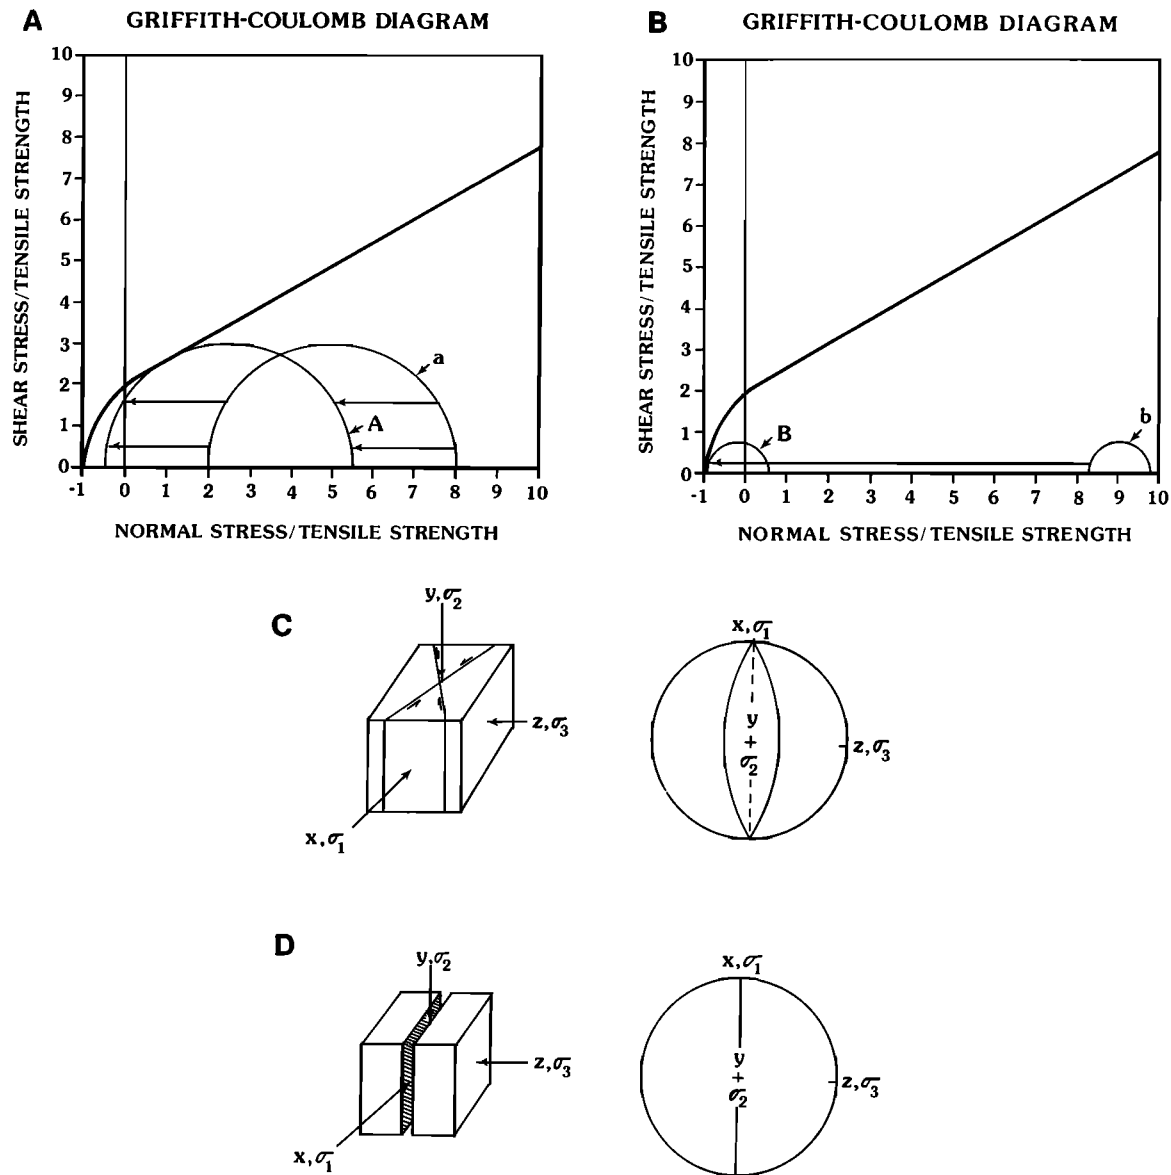 A
GRIFFITH-COULOMB DIAGRAM
SHEAR STRESS/TENSILE STRENGTH
10
9
8
7
6
5
4
3
2
1
0
a
A
-1 0 1 2 3 4 5 6 7 8 9 10
NORMAL STRESS/TENSILE STRENGTH
B
GRIFFITH-COULOMB DIAGRAM
SHEAR STRESS/TENSILE STRENGTH
10
9
8
7
6
5
4
3
2
1
0
B
b
-1 0 1 2 3 4 5 6 7 8 9 10
NORMAL STRESS/TENSILE STRENGTH
C
y,σ2
z,σ3
x,σ1
x,σ1
y
+
σ2
z,σ3
D
y,σ2
z,σ3
x,σ1
x,σ1
y
+
σ2
z,σ3